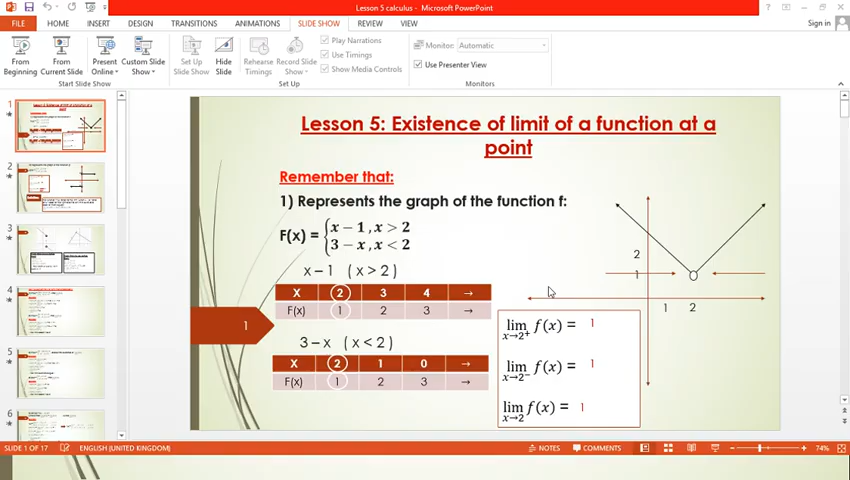 Lesson 5 calculus - Microsoft PowerPoint
? 
Sign in
FILE HOME INSERT DESIGN TRANSITIONS ANIMATIONS SLIDE SHOW REVIEW VIEW
From Beginning
From Current Slide
Present Online
Custom Slide Show
Start Slide Show
Set Up Slide Show
Hide Slide
Rehearse Timings
Record Slide Show
Play Narrations
Use Timings
Show Media Controls
Set Up
Monitor: Automatic
Use Presenter View
Monitors
1
2
3
4
5
6
Lesson 5: Existence of limit of a function at a
point
Remember that:
1) Represents the graph of the function f:
F(x) = {x − 1 , x > 2
3 − x, x < 2
x – 1 ( x > 2 )
X 2 3 4 →
F(x) 1 2 3 →
1
3 – x ( x < 2 )
X 2 1 0 →
F(x) 1 2 3 →
2
1
1 2
lim x→2⁺ f(x) = 1
lim x→2⁻ f(x) = 1
lim x→2 f(x) = 1
SLIDE 1 OF 17 ENGLISH (UNITED KINGDOM) NOTES COMMENTS 74%